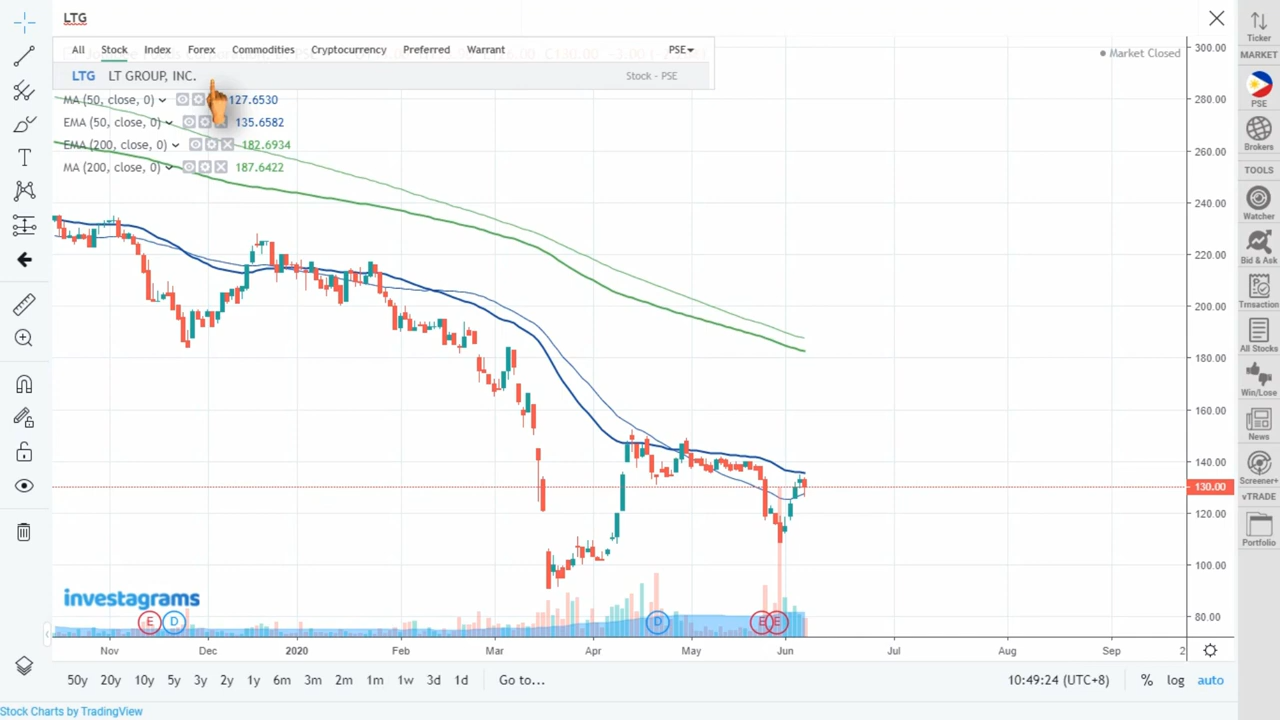 LTG
All Stock Index Forex Commodities Cryptocurrency Preferred Warrant PSE
LTG LT GROUP, INC. Stock - PSE
MA (50, close, 0) 127.6530
EMA (50, close, 0) 135.6582
EMA (200, close, 0) 182.6934
MA (200, close, 0) 187.6422
Market Closed
300.00
280.00
260.00
240.00
220.00
200.00
180.00
160.00
140.00
130.00
120.00
100.00
80.00
investagrams
E D D E E
Nov Dec 2020 Feb Mar Apr May Jun Jul Aug Sep 2
50y 20y 10y 5y 3y 2y 1y 6m 3m 2m 1m 1w 3d 1d Go to... 10:49:24 (UTC+8) % log auto
Stock Charts by TradingView
Ticker
MARKET
PSE
Brokers
TOOLS
Watcher
Bid & Ask
Trnsaction
All Stocks
Win/Lose
News
Screener+
vTRADE
Portfolio